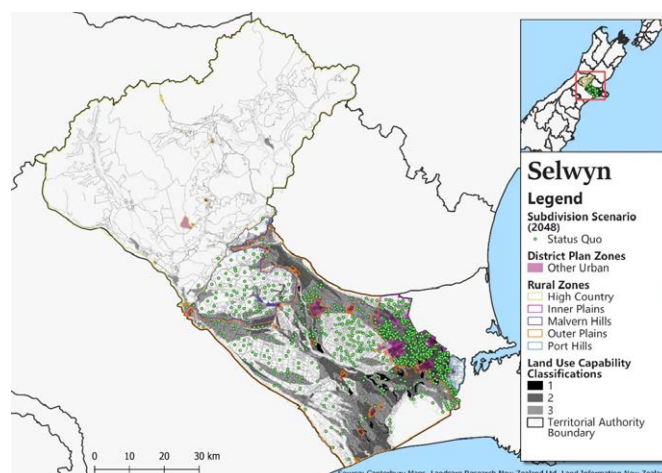 Selwyn
Legend
Subdivision Scenario
(2048)
Status Quo
District Plan Zones
Other Urban
Rural Zones
High Country
Inner Plains
Malvern Hills
Outer Plains
Port Hills
Land Use Capability
Classifications
1
2
3
Territorial Authority
Boundary
0 10 20 30 km